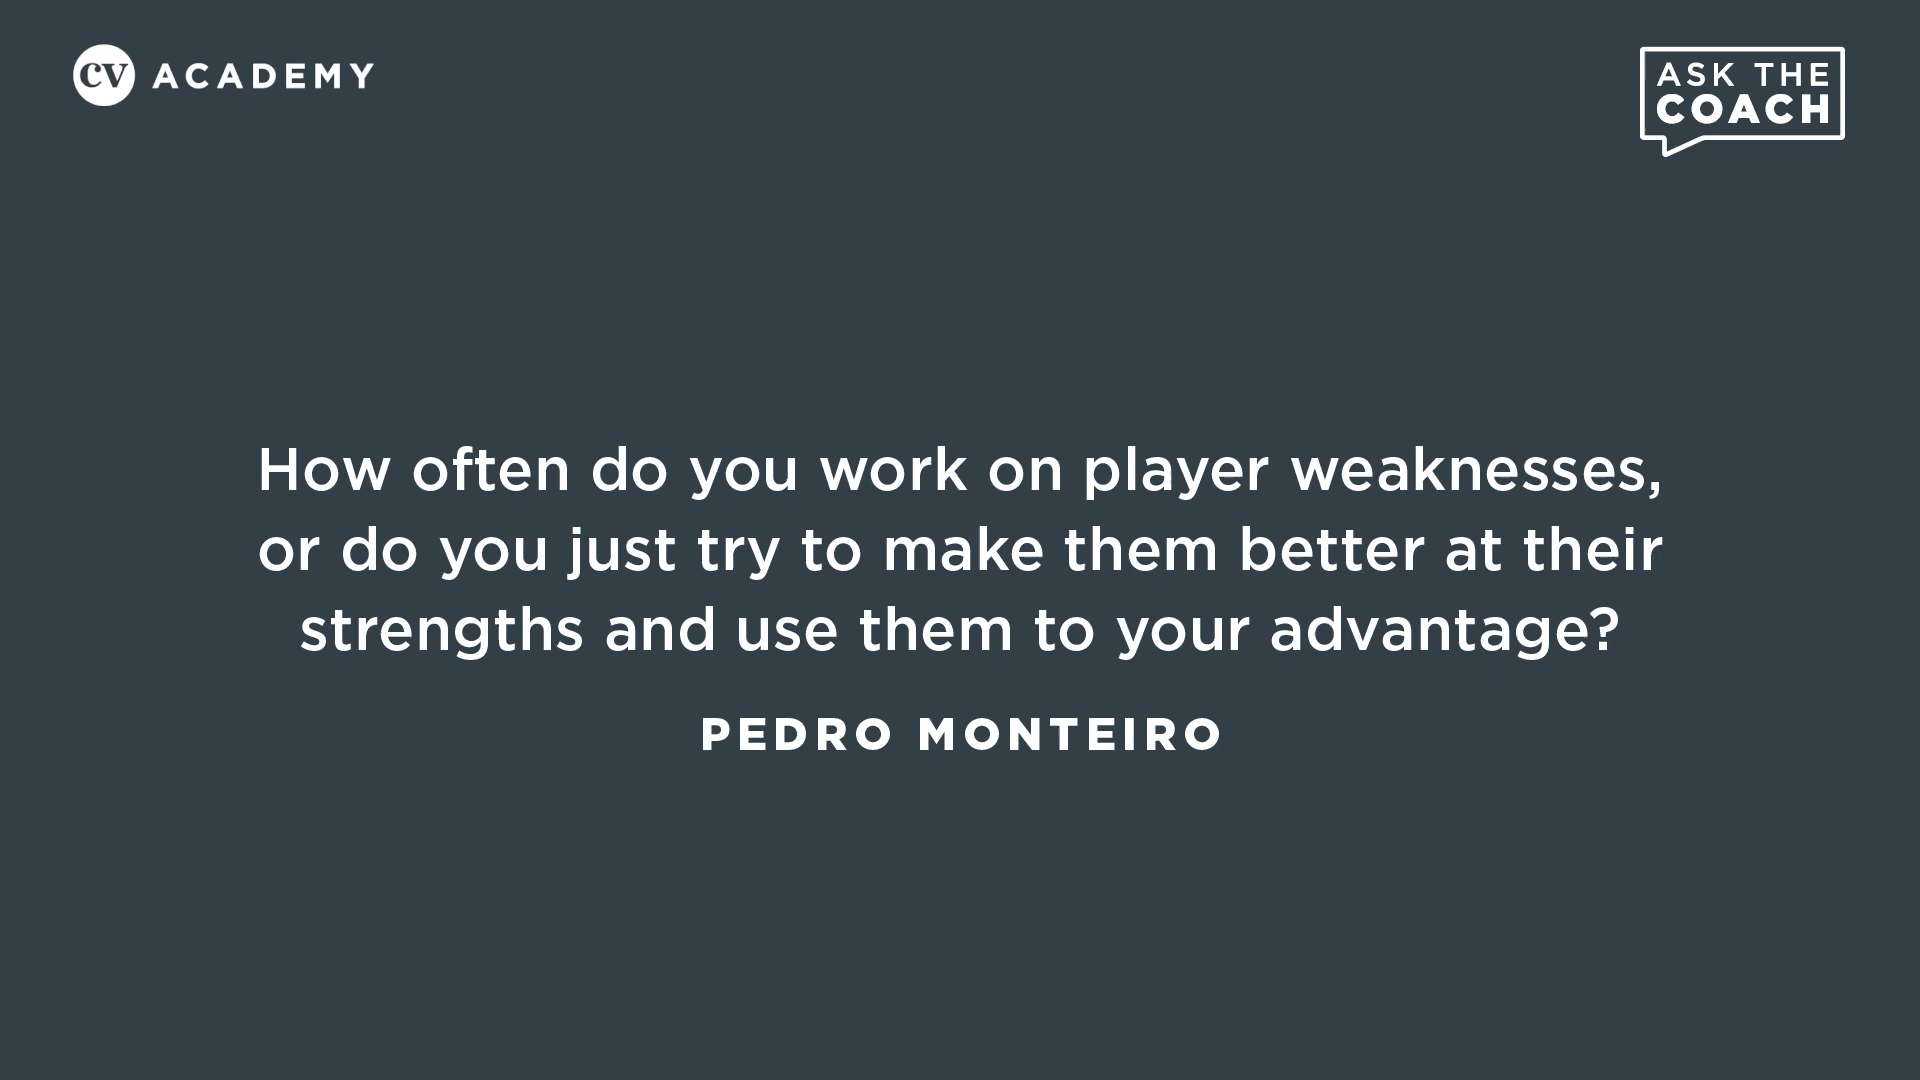 CV ACADEMY
ASK THE
COACH
How often do you work on player weaknesses,
or do you just try to make them better at their
strengths and use them to your advantage?
PEDRO MONTEIRO